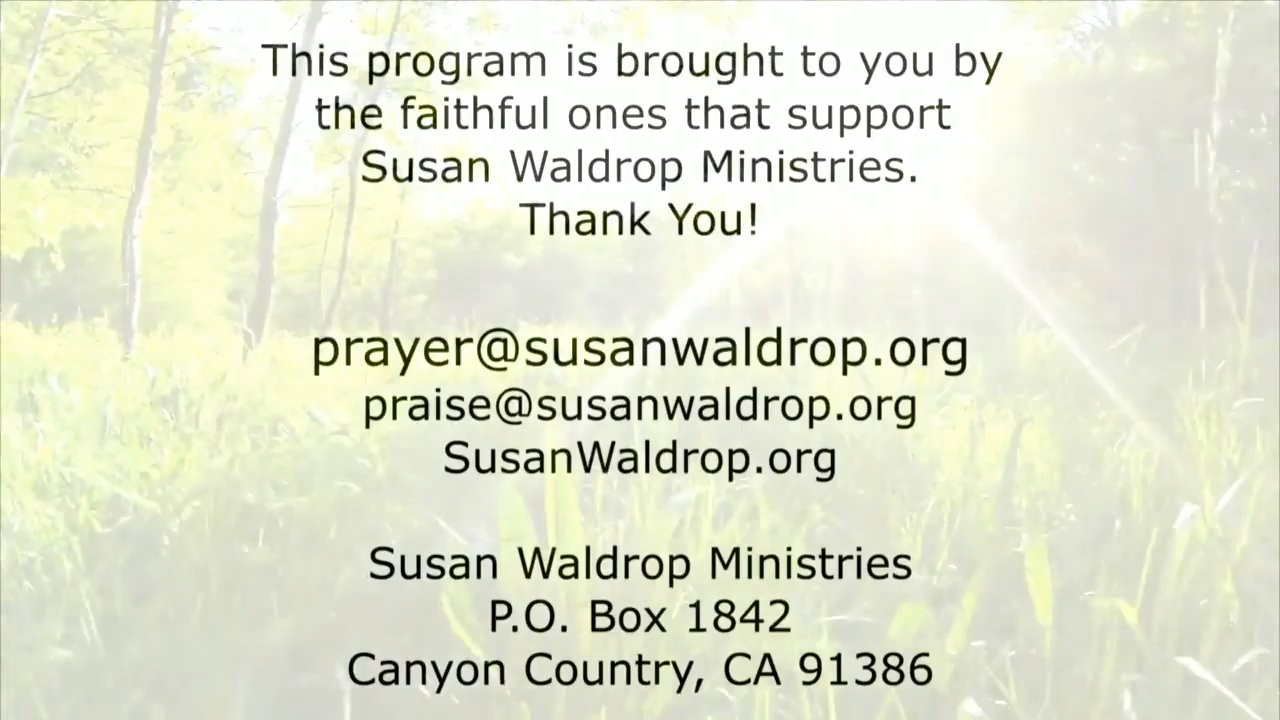 This program is brought to you by
the faithful ones that support
Susan Waldrop Ministries.
Thank You!
prayer@susanwaldrop.org
praise@susanwaldrop.org
SusanWaldrop.org
Susan Waldrop Ministries
P.O. Box 1842
Canyon Country, CA 91386